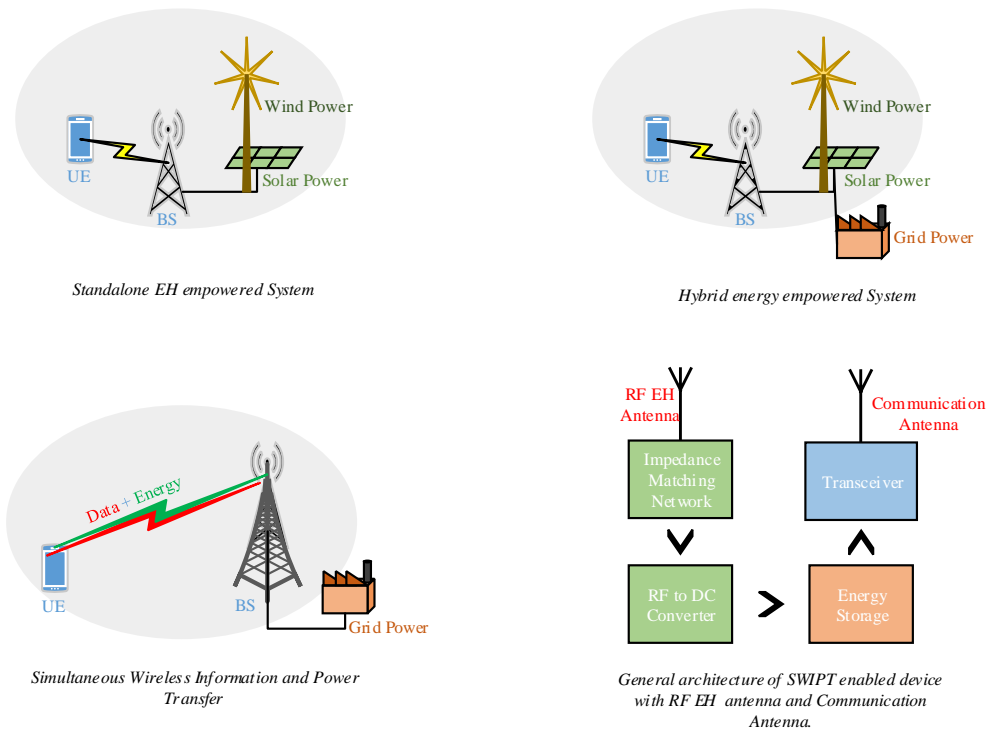 Wind Power
UE
Solar Power
BS
Standalone EH empowered System
Wind Power
UE
Solar Power
BS
Grid Power
Hybrid energy empowered System
Data + Energy
UE
BS
Grid Power
Simultaneous Wireless Information and Power
Transfer
RF EH
Antenna
Communication
Antenna
Impedance
Matching
Network
Transceiver
RF to DC
Converter
Energy
Storage
General architecture of SWIPT enabled device
with RF EH antenna and Communication
Antenna.